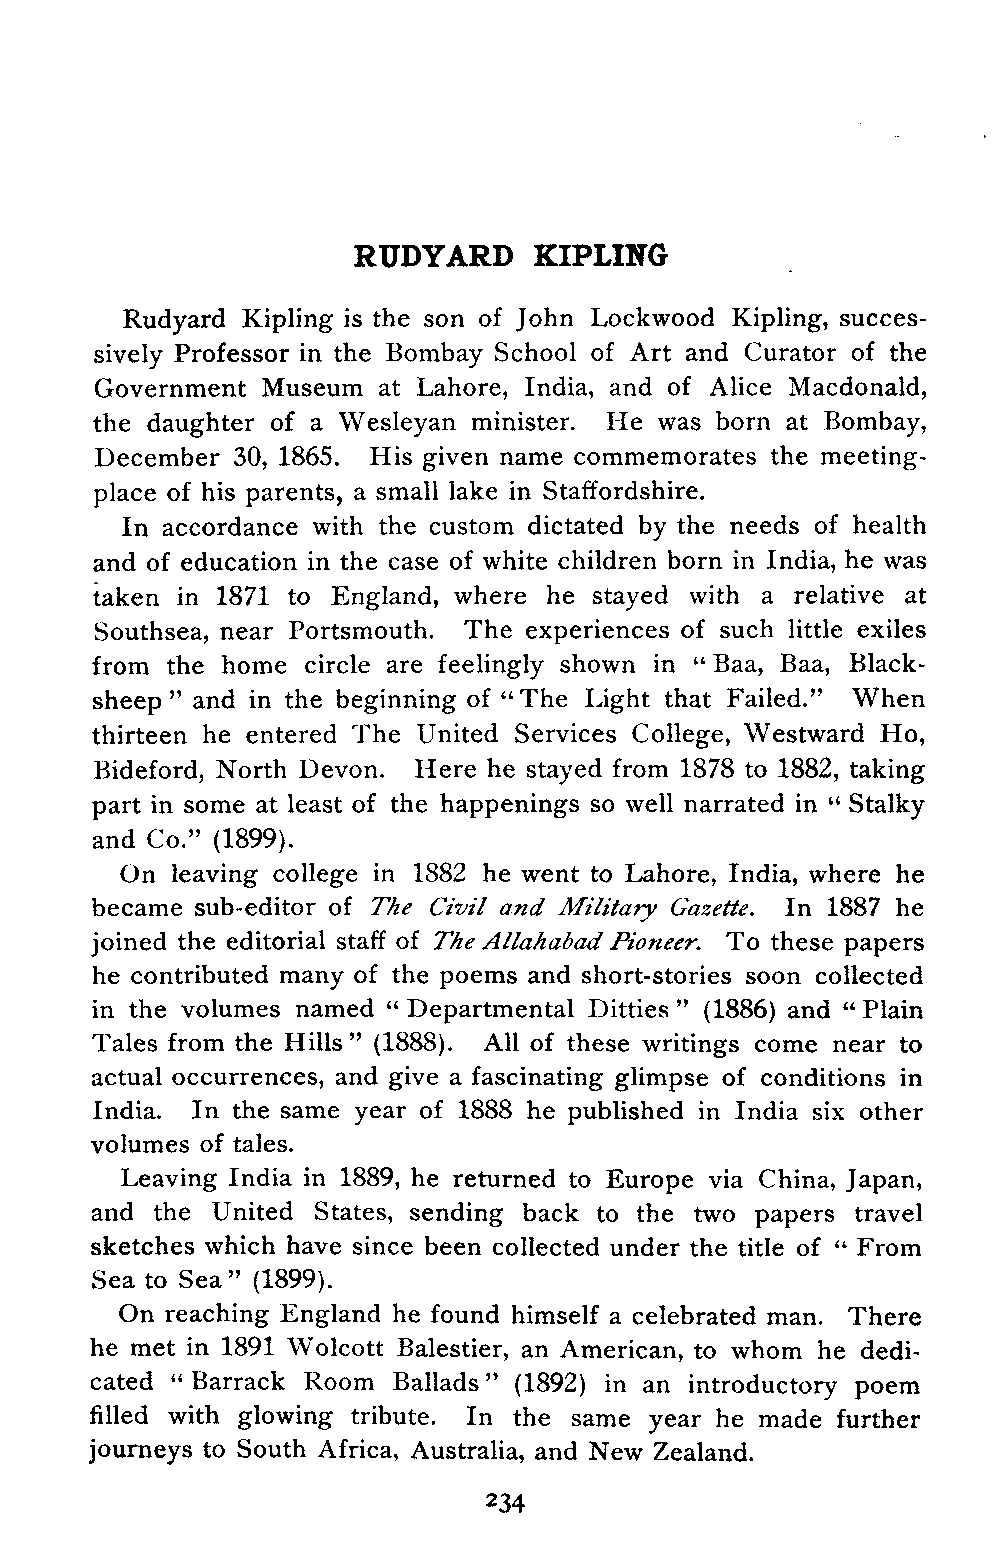 RUDYARD KIPLING
Rudyard Kipling is the son of John Lockwood Kipling, succes-
sively Professor in the Bombay School of Art and Curator of the
Government Museum at Lahore, India, and of Alice Macdonald,
the daughter of a Wesleyan minister. He was born at Bombay,
December 30, 1865. His given name commemorates the meeting-
place of his parents, a small lake in Staffordshire.
In accordance with the custom dictated by the needs of health
and of education in the case of white children born in India, he was
taken in 1871 to England, where he stayed with a relative at
Southsea, near Portsmouth. The experiences of such little exiles
from the home circle are feelingly shown in “Baa, Baa, Black-
sheep” and in the beginning of “The Light that Failed.” When
thirteen he entered The United Services College, Westward Ho,
Bideford, North Devon. Here he stayed from 1878 to 1882, taking
part in some at least of the happenings so well narrated in “Stalky
and Co.” (1899).
On leaving college in 1882 he went to Lahore, India, where he
became sub-editor of The Civil and Military Gazette. In 1887 he
joined the editorial staff of The Allahabad Pioneer. To these papers
he contributed many of the poems and short-stories soon collected
in the volumes named “Departmental Ditties” (1886) and “Plain
Tales from the Hills” (1888). All of these writings come near to
actual occurrences, and give a fascinating glimpse of conditions in
India. In the same year of 1888 he published in India six other
volumes of tales.
Leaving India in 1889, he returned to Europe via China, Japan,
and the United States, sending back to the two papers travel
sketches which have since been collected under the title of “From
Sea to Sea” (1899).
On reaching England he found himself a celebrated man. There
he met in 1891 Wolcott Balestier, an American, to whom he dedi-
cated “Barrack Room Ballads” (1892) in an introductory poem
filled with glowing tribute. In the same year he made further
journeys to South Africa, Australia, and New Zealand.
234